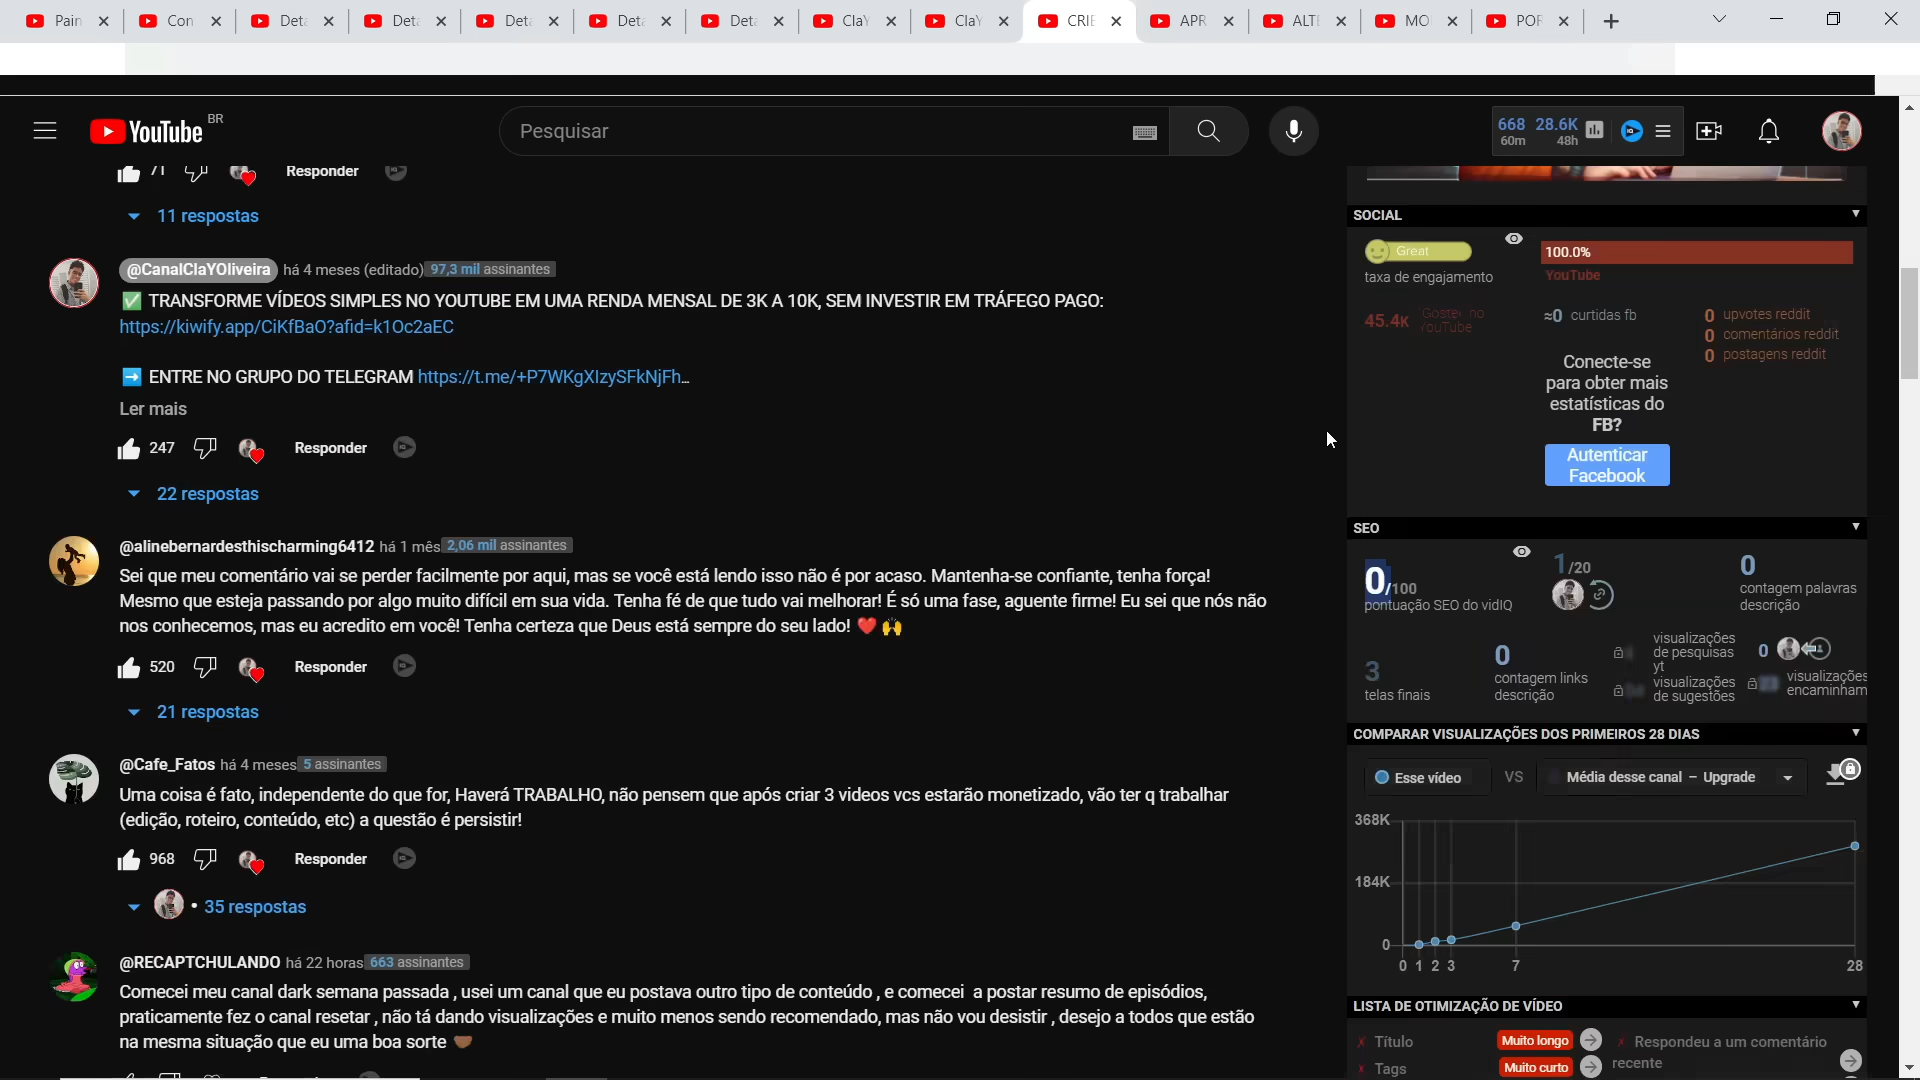 Pain
Con
Deta
Deta
Deta
Deta
Deta
ClaY
ClaY
CRIE
APR
ALTE
MO
POR
YouTube BR
Pesquisar
668 28.6K
60m 48h
71 Responder
11 respostas
@CanalClaYOliveira há 4 meses (editado) 97,3 mil assinantes
✅ TRANSFORME VÍDEOS SIMPLES NO YOUTUBE EM UMA RENDA MENSAL DE 3K A 10K, SEM INVESTIR EM TRÁFEGO PAGO:
https://kiwify.app/CiKfBaO?afid=k1Oc2aEC
➡️ ENTRE NO GRUPO DO TELEGRAM https://t.me/+P7WKgXIzySFkNjFh...
Ler mais
247 Responder
22 respostas
@alinebernardesthischarming6412 há 1 mês 2,06 mil assinantes
Sei que meu comentário vai se perder facilmente por aqui, mas se você está lendo isso não é por acaso. Mantenha-se confiante, tenha força!
Mesmo que esteja passando por algo muito difícil em sua vida. Tenha fé de que tudo vai melhorar! É só uma fase, aguente firme! Eu sei que nós não
nos conhecemos, mas eu acredito em você! Tenha certeza que Deus está sempre do seu lado! ❤️ 🙌
520 Responder
21 respostas
@Cafe_Fatos há 4 meses 5 assinantes
Uma coisa é fato, independente do que for, Haverá TRABALHO, não pensem que após criar 3 videos vcs estarão monetizado, vão ter q trabalhar
(edição, roteiro, conteúdo, etc) a questão é persistir!
968 Responder
• 35 respostas
@RECAPTCHULANDO há 22 horas 663 assinantes
Comecei meu canal dark semana passada , usei um canal que eu postava outro tipo de conteúdo , e comecei a postar resumo de episódios,
praticamente fez o canal resetar , não tá dando visualizações e muito menos sendo recomendado, mas não vou desistir , desejo a todos que estão
na mesma situação que eu uma boa sorte
SOCIAL
Great
taxa de engajamento
100.0%
YouTube
45.4K Gostei no
YouTube
≈0 curtidas fb
0 upvotes reddit
0 comentários reddit
0 postagens reddit
Conecte-se
para obter mais
estatísticas do
FB?
Autenticar
Facebook
SEO
0/100
pontuação SEO do vidIQ
1/20
0
contagem palavras
descrição
3
telas finais
0
contagem links
descrição
visualizações
de pesquisas
yt
visualizações
de sugestões
0
visualizações
encaminham
COMPARAR VISUALIZAÇÕES DOS PRIMEIROS 28 DIAS
Esse vídeo VS Média desse canal – Upgrade
368K
184K
0
0 1 2 3 7 28
LISTA DE OTIMIZAÇÃO DE VÍDEO
Título Muito longo
Tags Muito curto
Respondeu a um comentário
recente